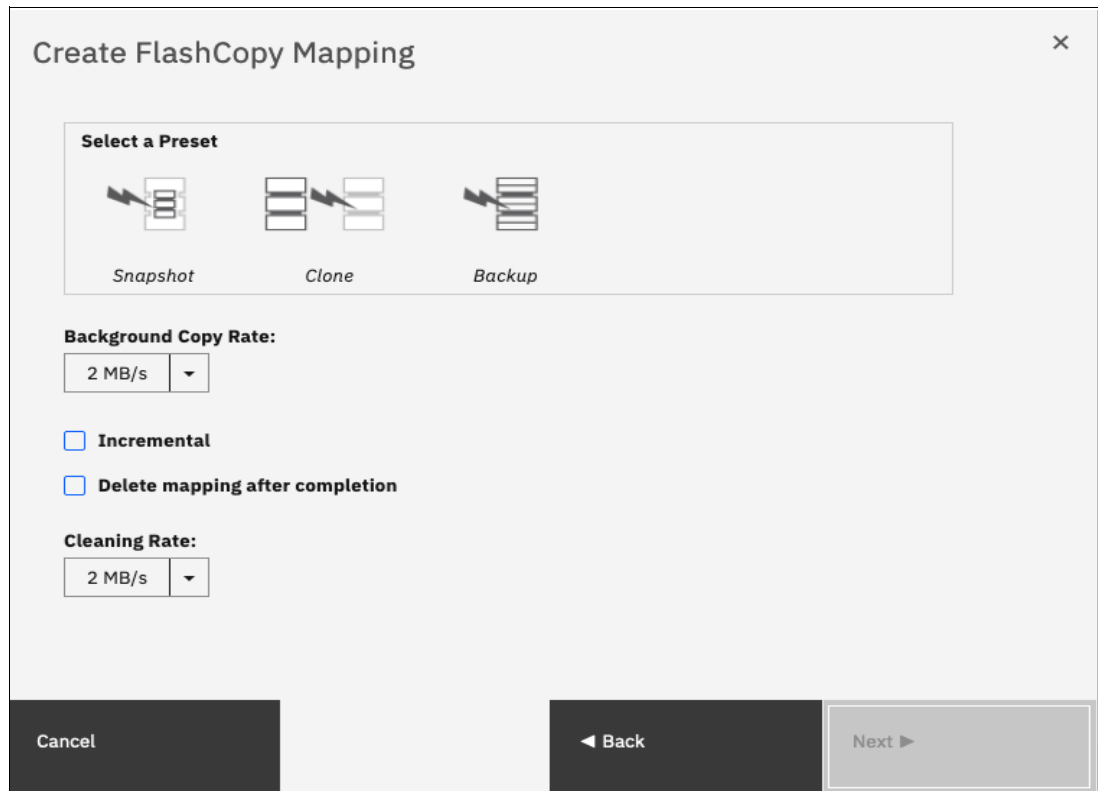 Create FlashCopy Mapping
Select a Preset
Snapshot Clone Backup
Background Copy Rate:
2 MB/s
Incremental
Delete mapping after completion
Cleaning Rate:
2 MB/s
Cancel Back Next